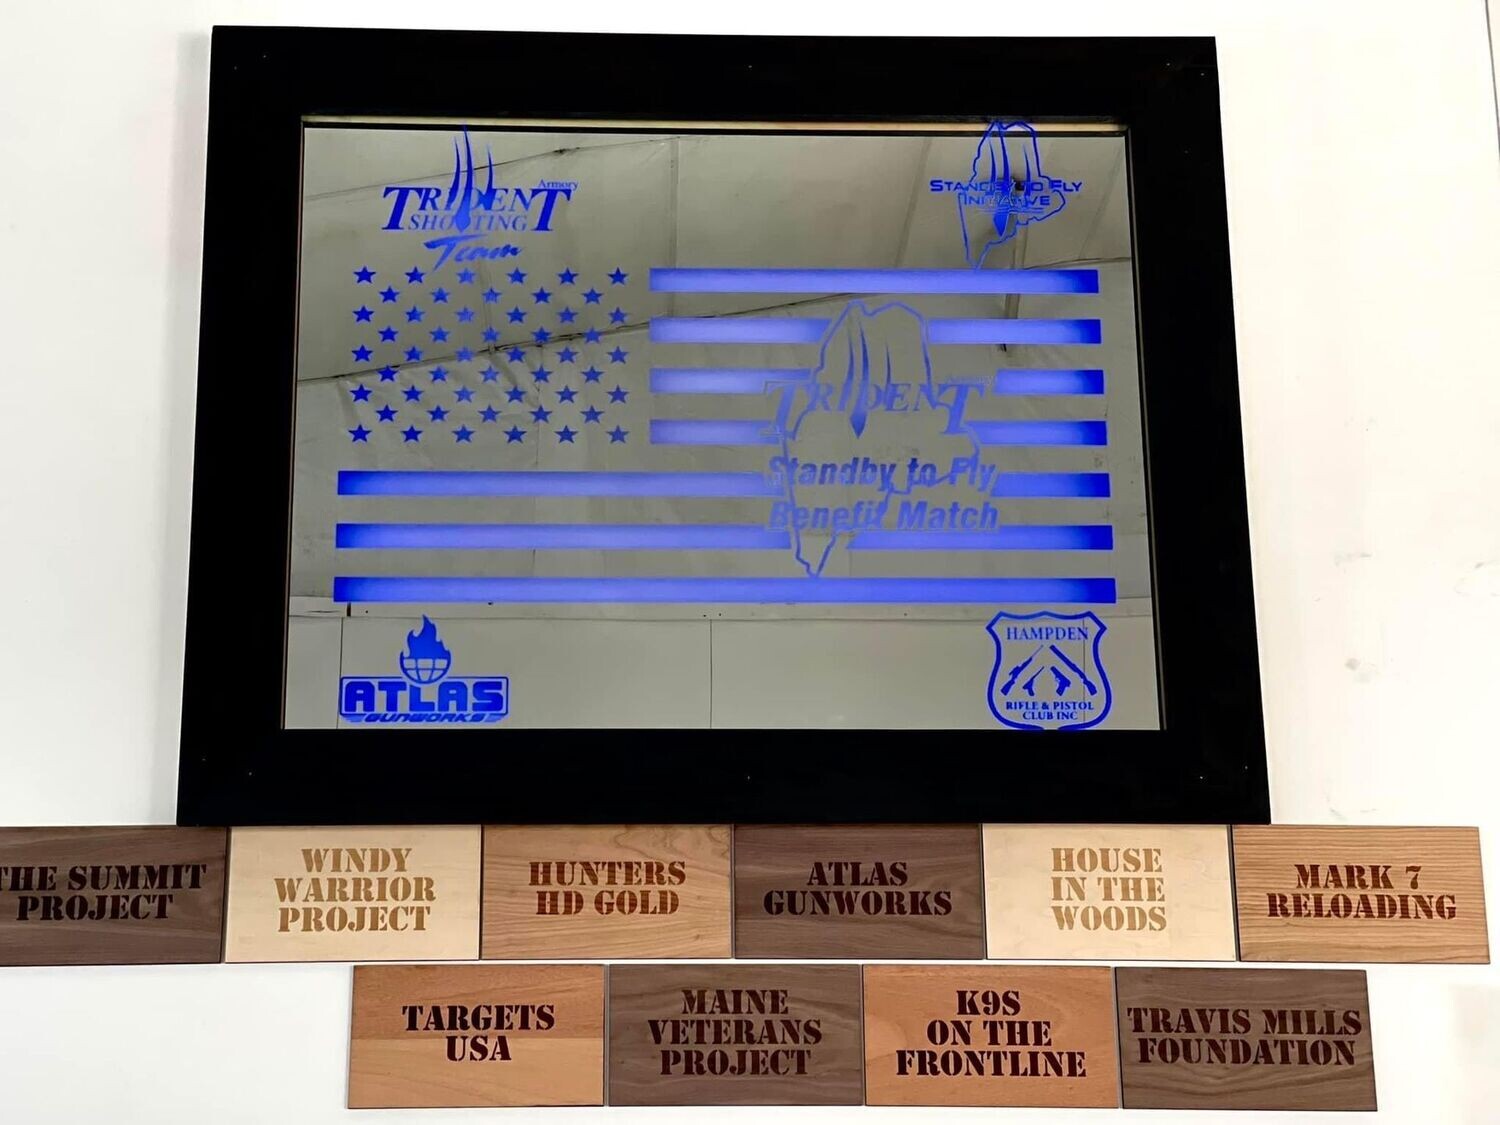 Armory
TRIDENT
SHOOTING
Team
STANDBY TO FLY
INITIATIVE
Armory
TRIDENT
Standby to Fly
Benefit Match
ATLAS
GUNWORKS
HAMPDEN
RIFLE & PISTOL
CLUB INC
THE SUMMIT
PROJECT
WINDY
WARRIOR
PROJECT
HUNTERS
HD GOLD
ATLAS
GUNWORKS
HOUSE
IN THE
WOODS
MARK 7
RELOADING
TARGETS
USA
MAINE
VETERANS
PROJECT
K9S
ON THE
FRONTLINE
TRAVIS MILLS
FOUNDATION